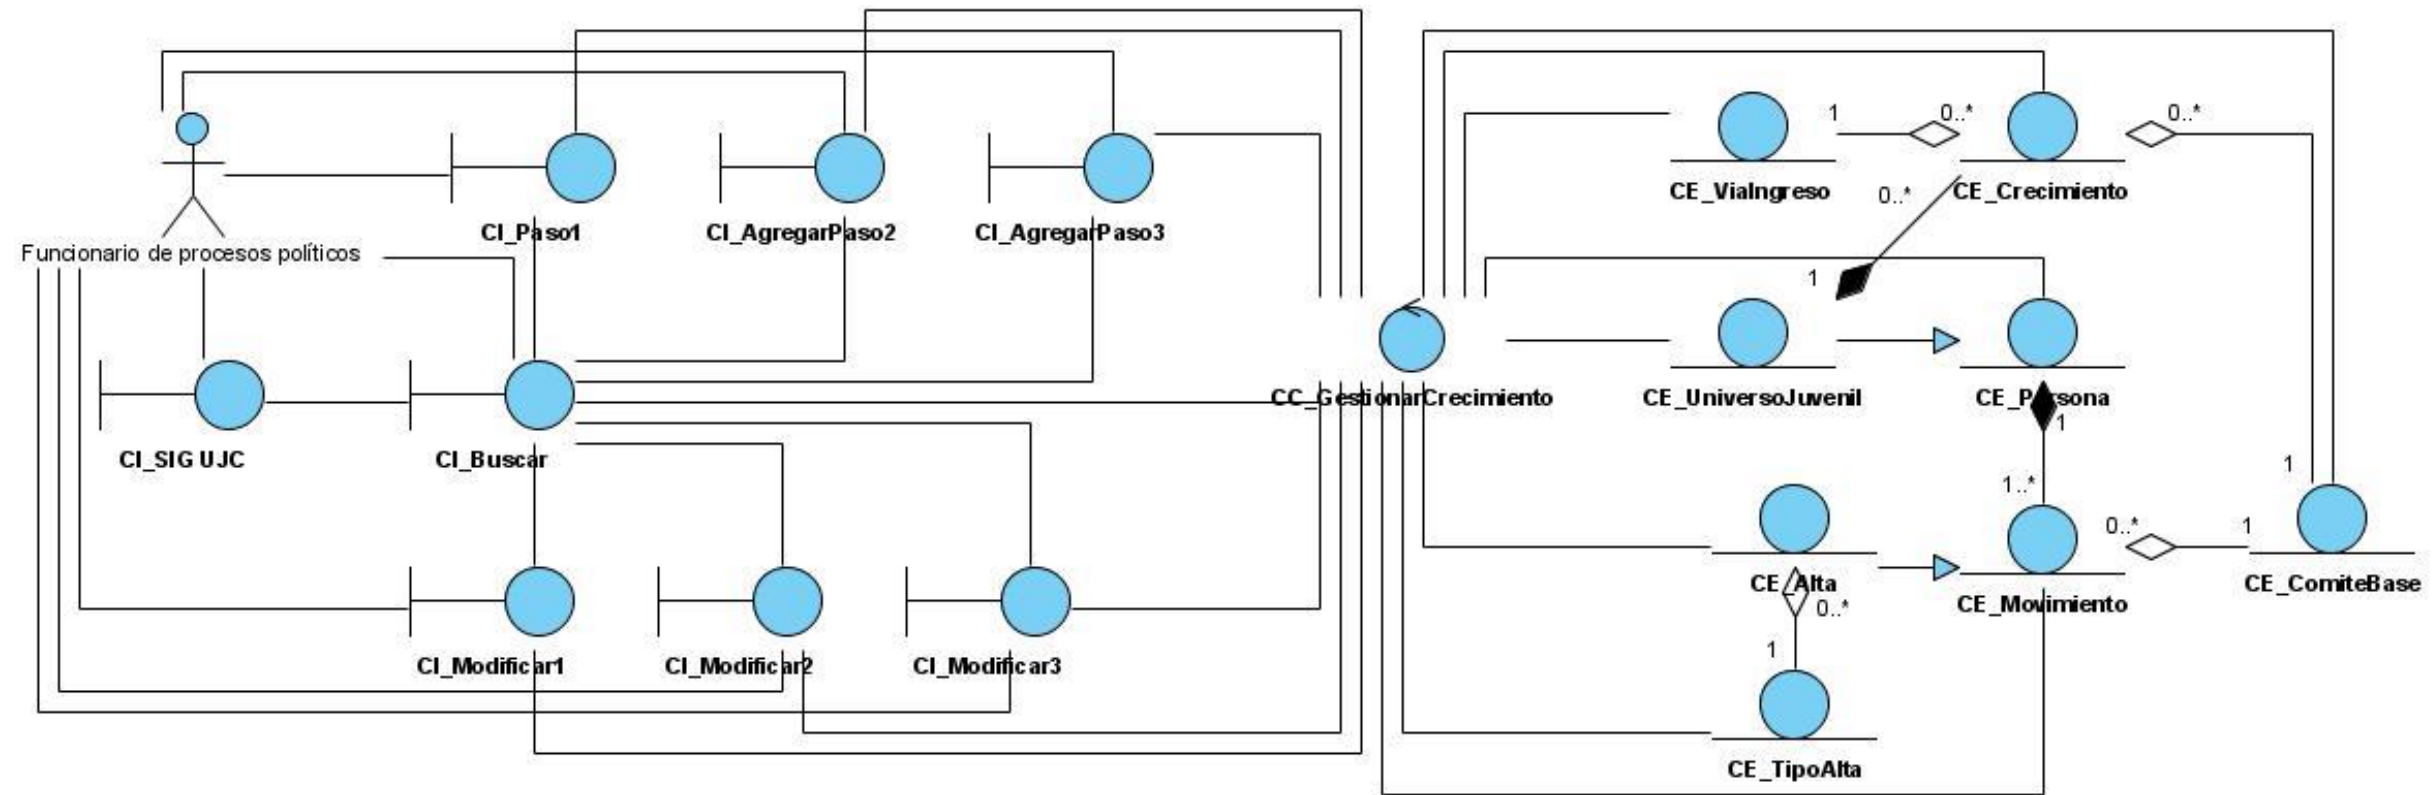 1
0..*
0..*
CE_ViaIngreso
CE_Crecimiento
0..*
CI_Paso1
CI_AgregarPaso2
CI_AgregarPaso3
Funcionario de procesos políticos
1
CC_GestionarCrecimiento
CE_UniversoJuvenil
CE_Persona
1
CI_SIG UJC
CI_Buscar
1
1..*
0..*
1
CE_Alta
CE_Movimiento
CE_ComiteBase
0..*
1
CI_Modificar1
CI_Modificar2
CI_Modificar3
CE_TipoAlta